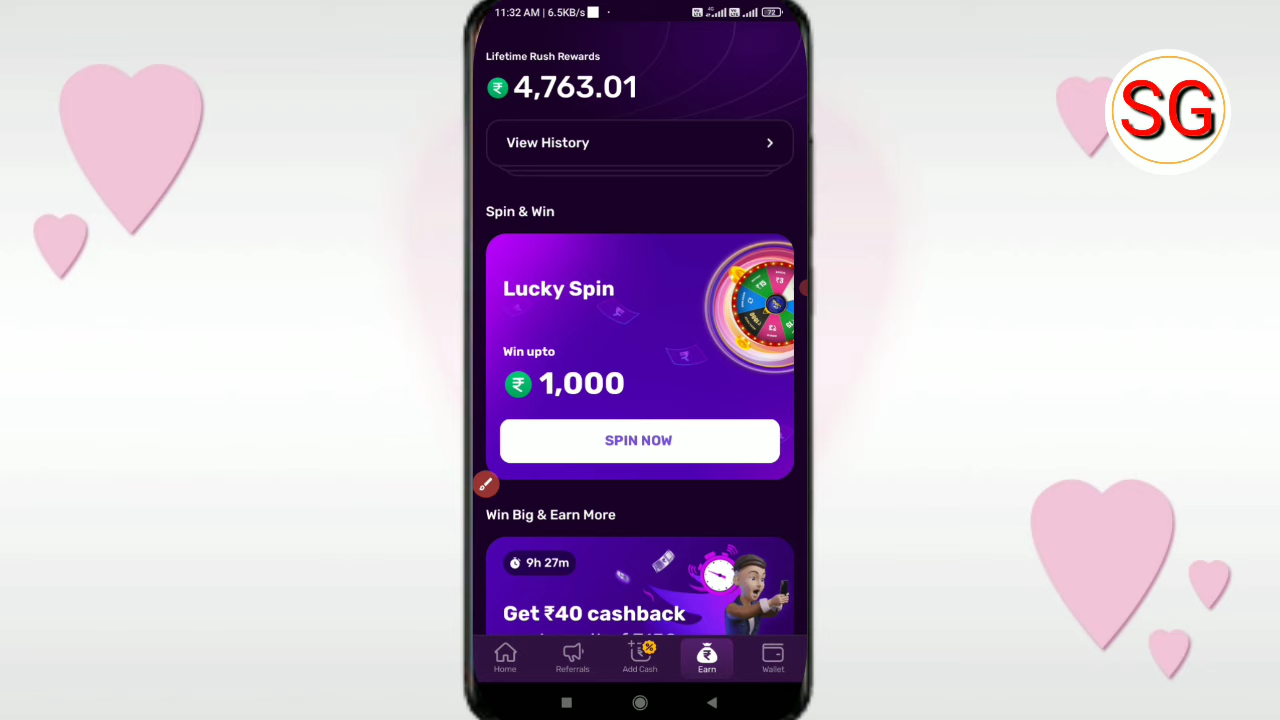 11:32 AM | 6.5KB/s
72
SG
Lifetime Rush Rewards
₹ 4,763.01
View History
Spin & Win
Lucky Spin
Win upto
₹ 1,000
SPIN NOW
Win Big & Earn More
9h 27m
Get ₹40 cashback
Home
Referrals
Add Cash
Earn
Wallet